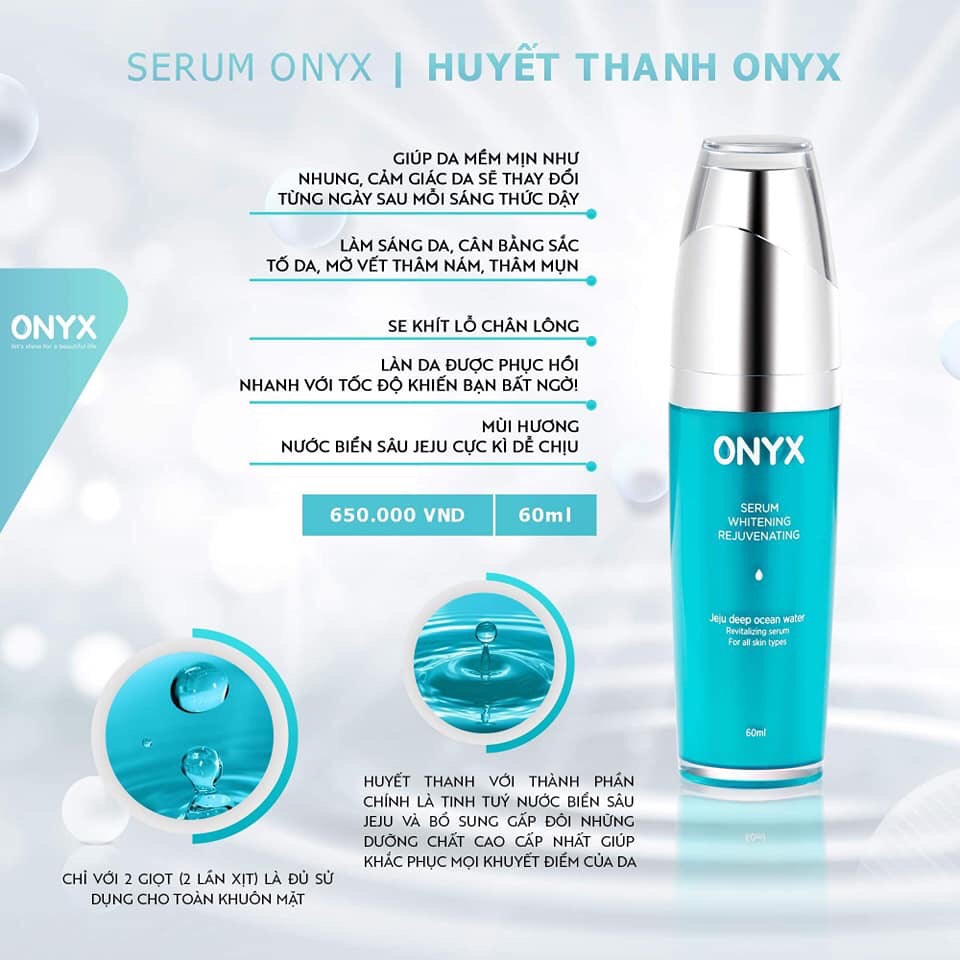 SERUM ONYX | HUYẾT THANH ONYX
GIÚP DA MỀM MỊN NHƯ
NHUNG, CẢM GIÁC DA SẼ THAY ĐỔI
TỪNG NGÀY SAU MỖI SÁNG THỨC DẬY
LÀM SÁNG DA, CÂN BẰNG SẮC
TỐ DA, MỜ VẾT THÂM NÁM, THÂM MỤN
ONYX
let's shine for a beautiful life
SE KHÍT LỖ CHÂN LÔNG
LÀN DA ĐƯỢC PHỤC HỒI
NHANH VỚI TỐC ĐỘ KHIẾN BẠN BẤT NGỜ!
MÙI HƯƠNG
NƯỚC BIỂN SÂU JEJU CỰC KÌ DỄ CHỊU
650.000 VND
60ml
ONYX
SERUM
WHITENING
REJUVENATING
Jeju deep ocean water
Revitalizing serum
For all skin types
60ml
HUYẾT THANH VỚI THÀNH PHẦN
CHÍNH LÀ TINH TUÝ NƯỚC BIỂN SÂU
JEJU VÀ BỔ SUNG GẤP ĐÔI NHỮNG
DƯỠNG CHẤT CAO CẤP NHẤT GIÚP
KHẮC PHỤC MỌI KHUYẾT ĐIỂM CỦA DA
CHỈ VỚI 2 GIỌT (2 LẦN XỊT) LÀ ĐỦ SỬ
DỤNG CHO TOÀN KHUÔN MẶT